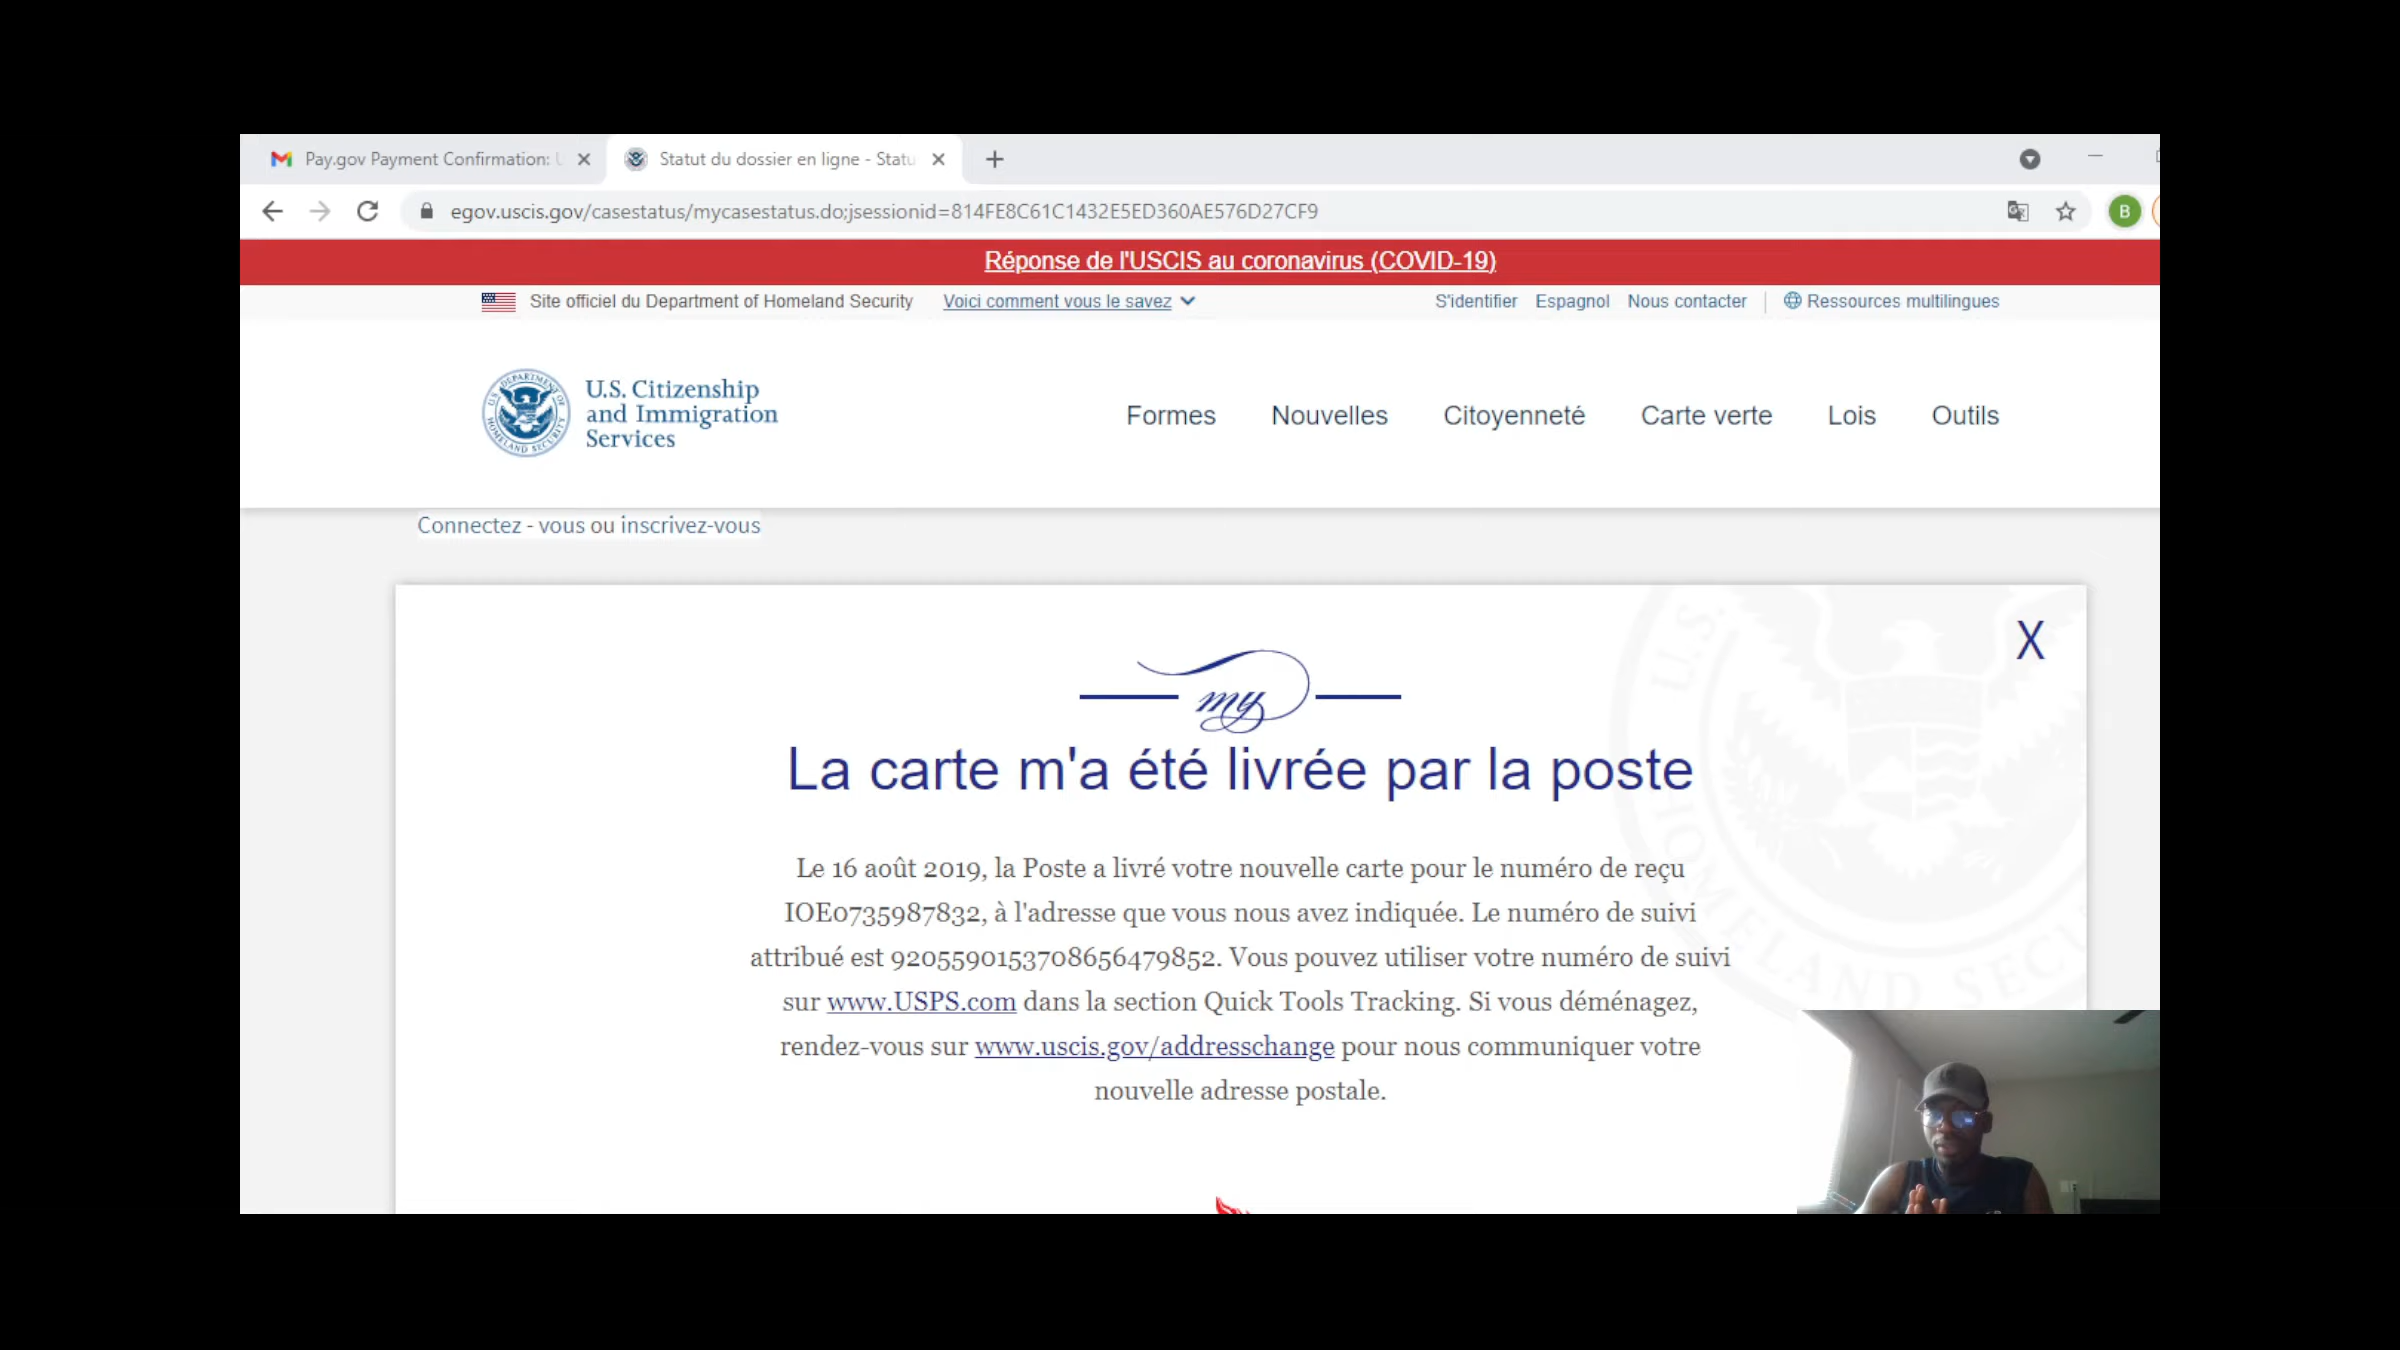 Pay.gov Payment Confirmation:
Statut du dossier en ligne - Statu
egov.uscis.gov/casestatus/mycasestatus.do;jsessionid=814FE8C61C1432E5ED360AE576D27CF9
B
Réponse de l'USCIS au coronavirus (COVID-19)
Site officiel du Department of Homeland Security Voici comment vous le savez
S'identifier Espagnol Nous contacter Ressources multilingues
U.S. Citizenship
and Immigration
Services
Formes Nouvelles Citoyenneté Carte verte Lois Outils
Connectez - vous ou inscrivez-vous
X
my
La carte m'a été livrée par la poste
Le 16 août 2019, la Poste a livré votre nouvelle carte pour le numéro de reçu
IOE0735987832, à l'adresse que vous nous avez indiquée. Le numéro de suivi
attribué est 9205590153708656479852. Vous pouvez utiliser votre numéro de suivi
sur www.USPS.com dans la section Quick Tools Tracking. Si vous déménagez,
rendez-vous sur www.uscis.gov/addresschange pour nous communiquer votre
nouvelle adresse postale.